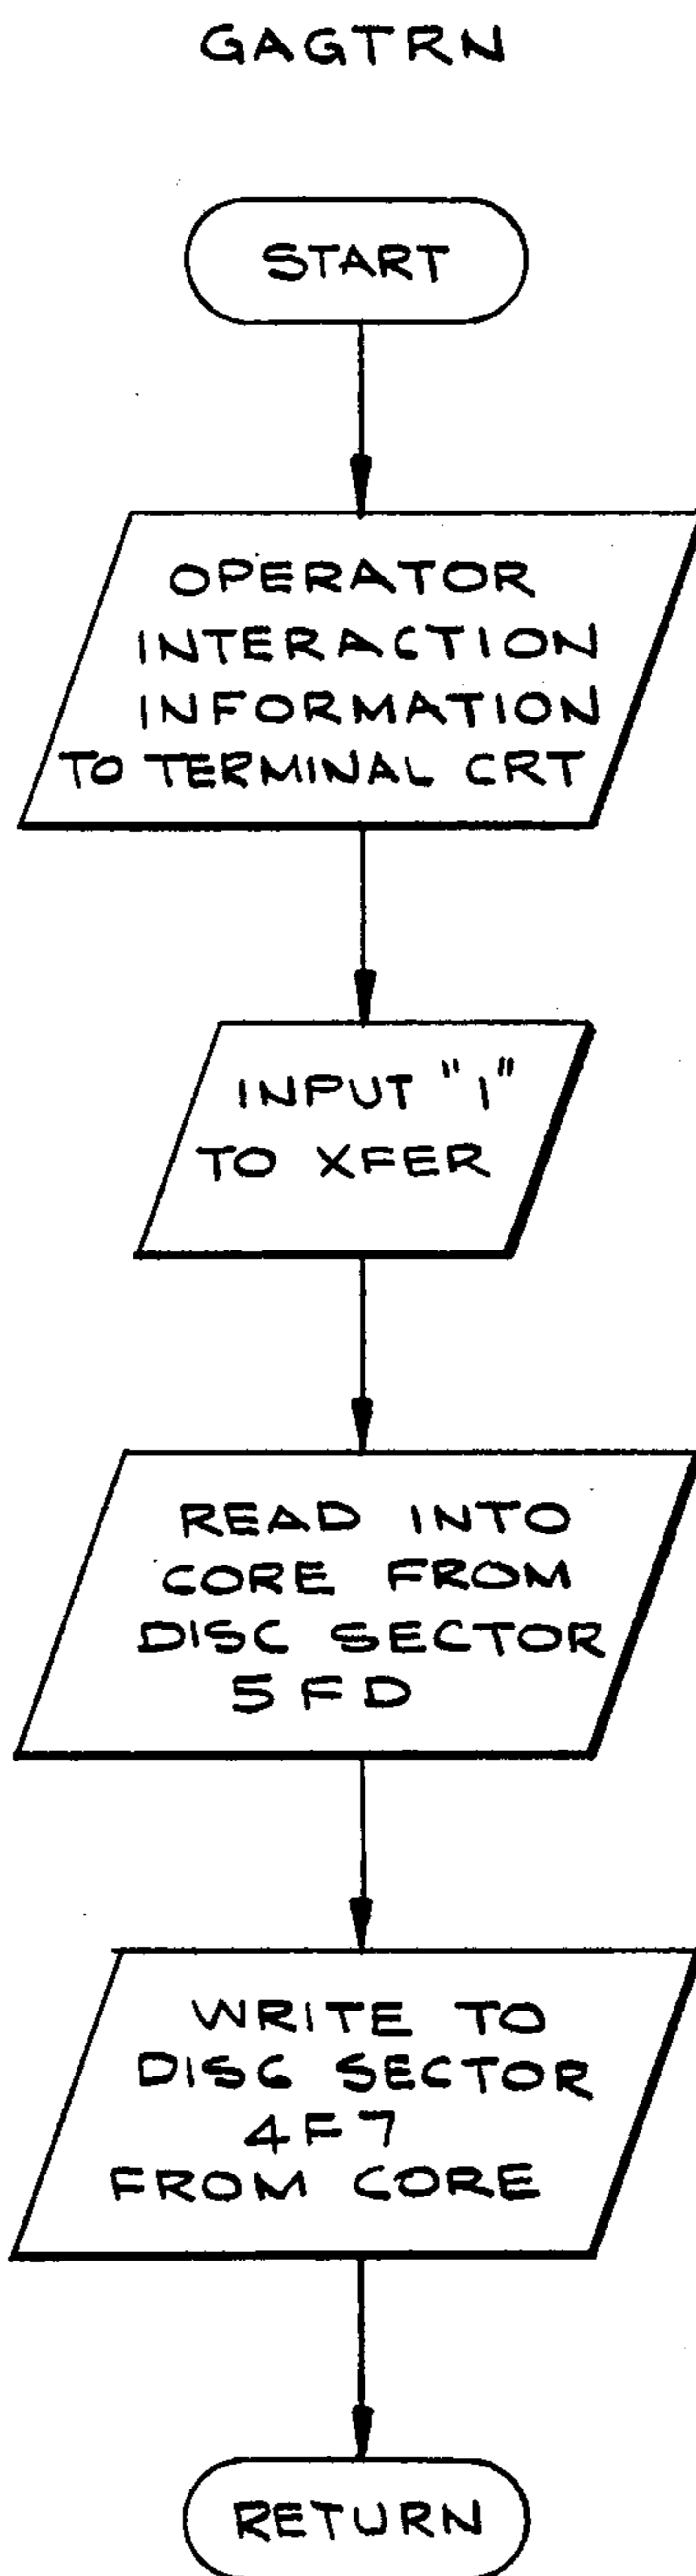 GAGTRN
START
OPERATOR
INTERACTION
INFORMATION
TO TERMINAL CRT
INPUT "1"
TO XFER
READ INTO
CORE FROM
DISC SECTOR
5FD
WRITE TO
DISC SECTOR
4F7
FROM CORE
RETURN